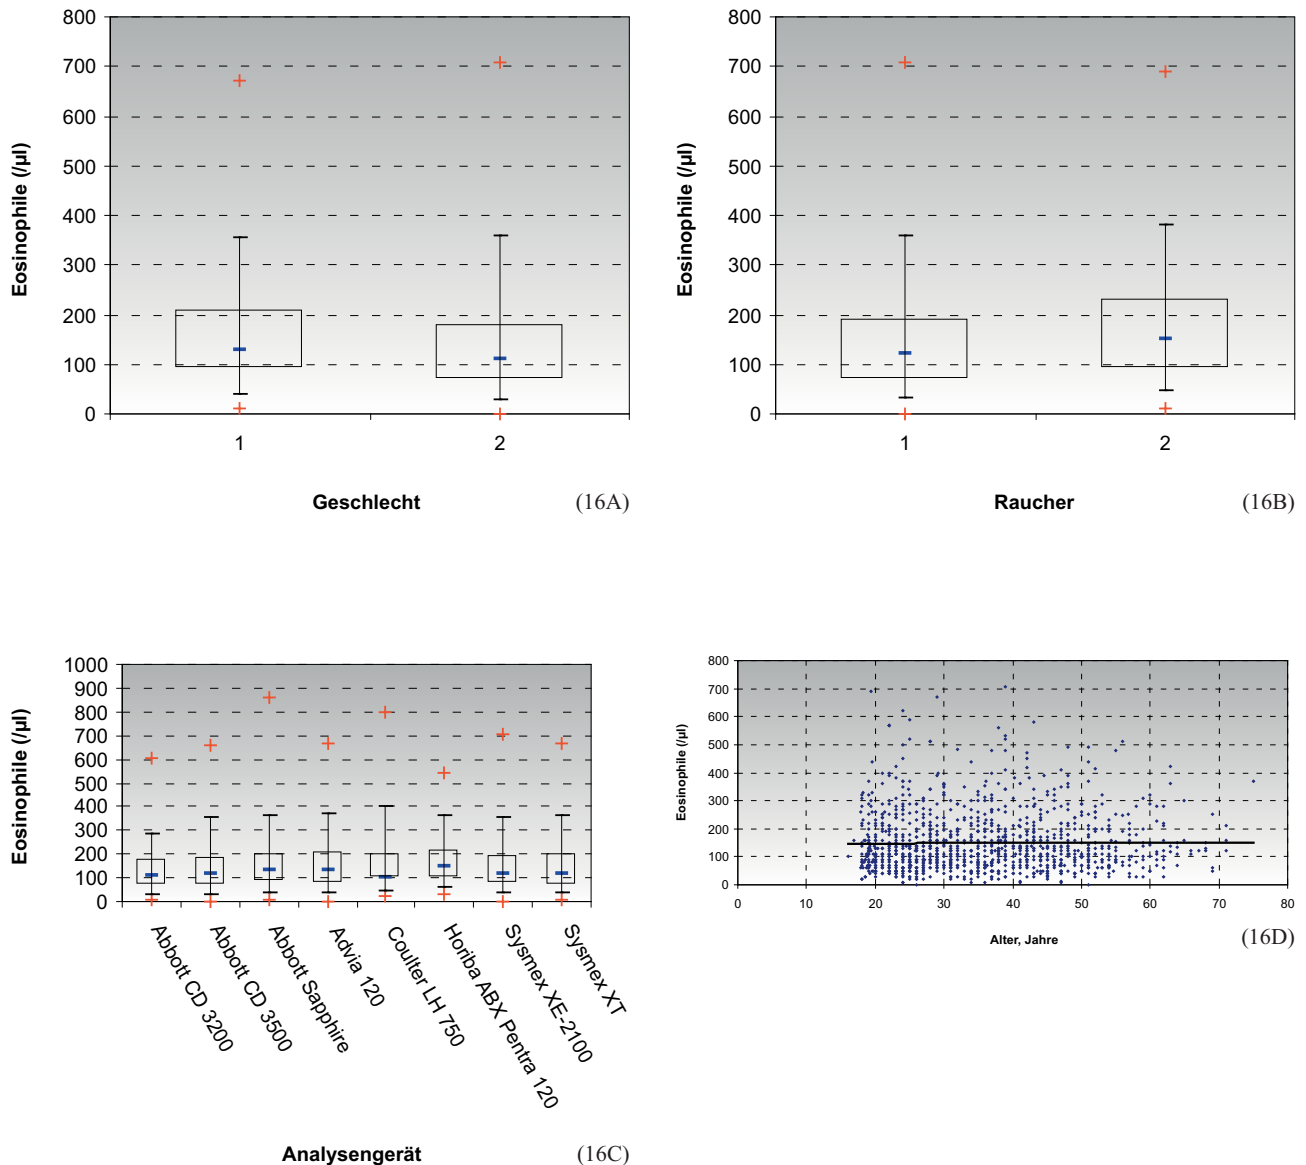 800
700
600
500
400
300
200
100
0
Eosinophile (/µl)
1
2
Geschlecht
(16A)
800
700
600
500
400
300
200
100
0
Eosinophile (/µl)
1
2
Raucher
(16B)
1000
900
800
700
600
500
400
300
200
100
0
Eosinophile (/µl)
Abbott CD 3200
Abbott CD 3500
Abbott Sapphire
Advia 120
Coulter LH 750
Horiba ABX Pentra 120
Sysmex XE-2100
Sysmex XT
Analysengerät
(16C)
800
700
600
500
400
300
200
100
0
Eosinophile (/µl)
0
10
20
30
40
50
60
70
80
Alter, Jahre
(16D)